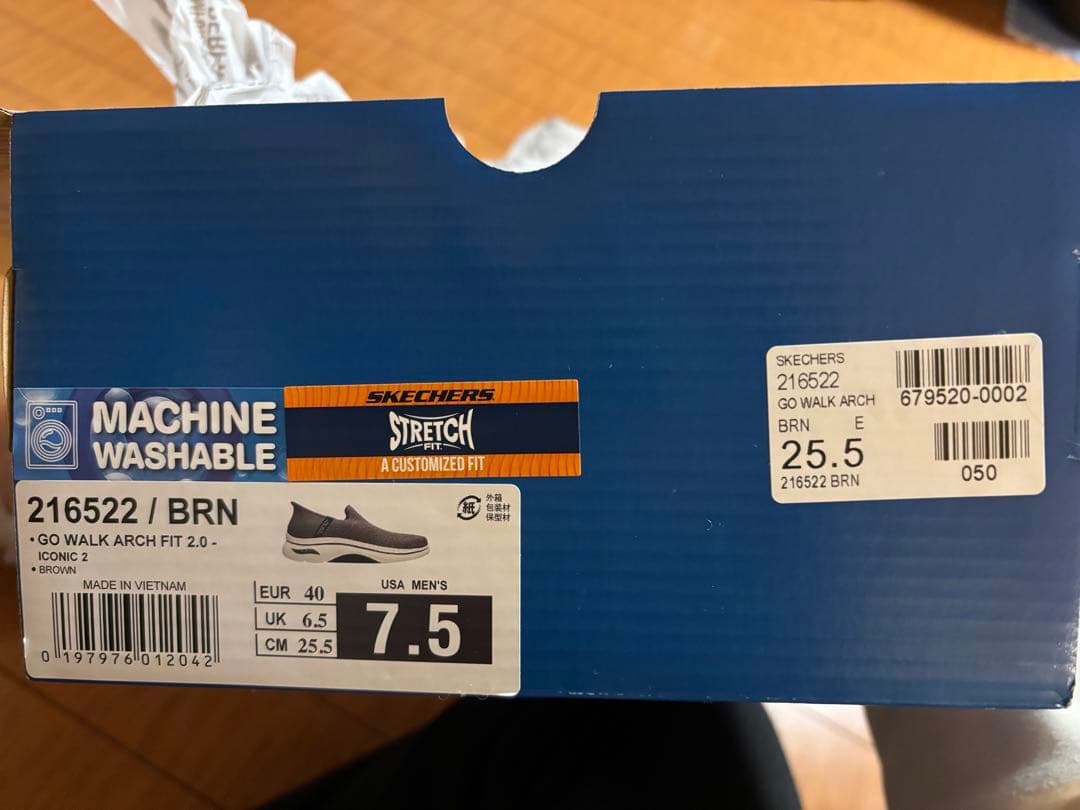 MACHINE
WASHABLE
SKECHERS
STRETCH
FIT
A CUSTOMIZED FIT
216522 / BRN
• GO WALK ARCH FIT 2.0 -
ICONIC 2
• BROWN
MADE IN VIETNAM
0 197976 012042
紙
外箱
包装材
保型材
EUR 40
UK 6.5
CM 25.5
USA MEN'S
7.5
SKECHERS
216522
GO WALK ARCH
BRN E
25.5
216522 BRN
679520-0002
050